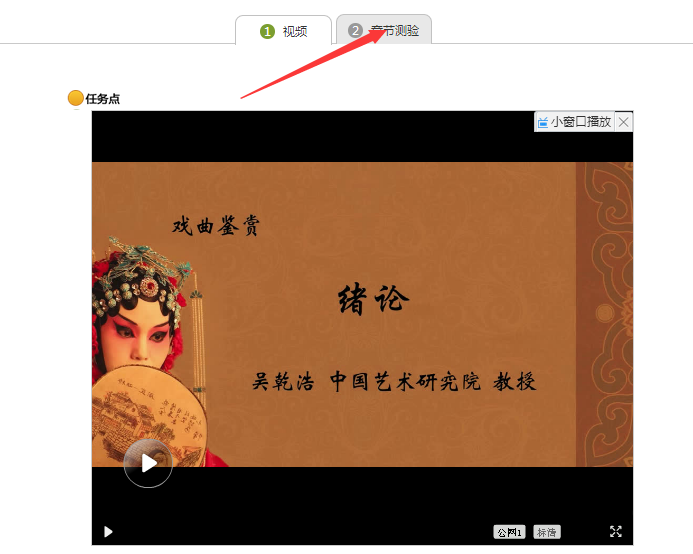 1 视频
2 章节测验
任务点
小窗口播放
戏曲鉴赏
绪论
吴乾浩 中国艺术研究院 教授
公网1 标清